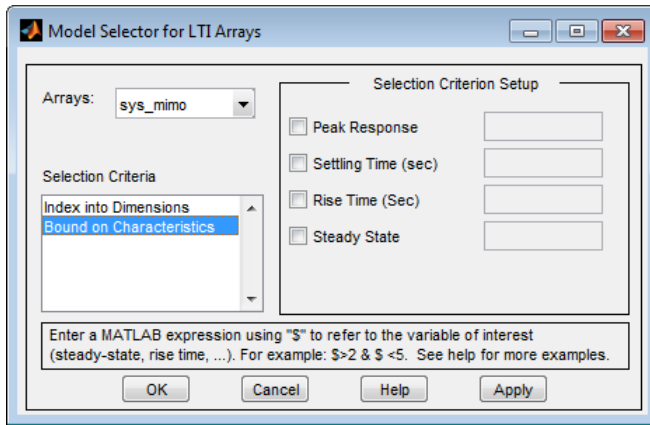 Model Selector for LTI Arrays
Arrays:
sys_mimo
Selection Criteria
Index into Dimensions
Bound on Characteristics
Selection Criterion Setup
Peak Response
Settling Time (sec)
Rise Time (Sec)
Steady State
Enter a MATLAB expression using "$" to refer to the variable of interest
(steady-state, rise time, ...). For example: $>2 & $ <5. See help for more examples.
OK
Cancel
Help
Apply